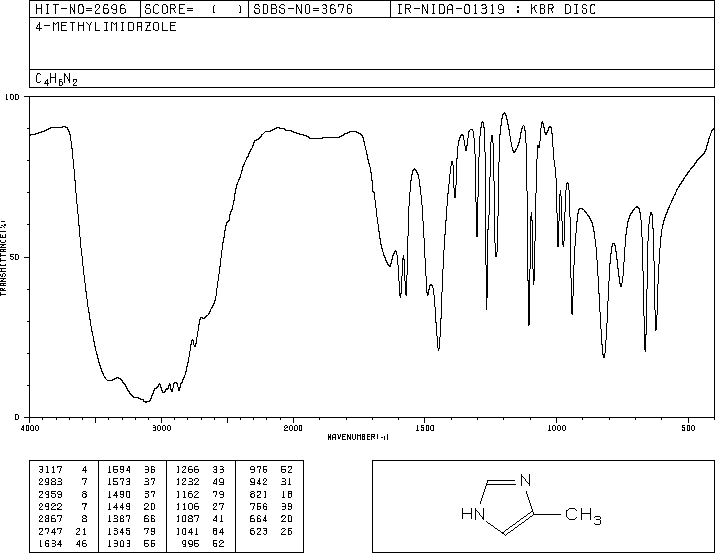 HIT-NO=2696 SCORE= ( ) SDBS-NO=3676 IR-NIDA-01319 : KBR DISC
4-METHYLIMIDAZOLE
C4H6N2
100
50
0
TRANSMITTANCE(%)
4000 3000 2000 1500 1000 500
WAVENUMBER(-1)
3117 4 1594 36 1266 33 976 52
2983 7 1573 37 1232 49 942 31
2959 8 1490 37 1162 79 821 18
2922 7 1449 20 1106 27 756 39
2867 8 1387 66 1087 41 664 20
2747 21 1345 79 1041 84 623 26
1634 46 1303 55 995 52
N
HN
CH3